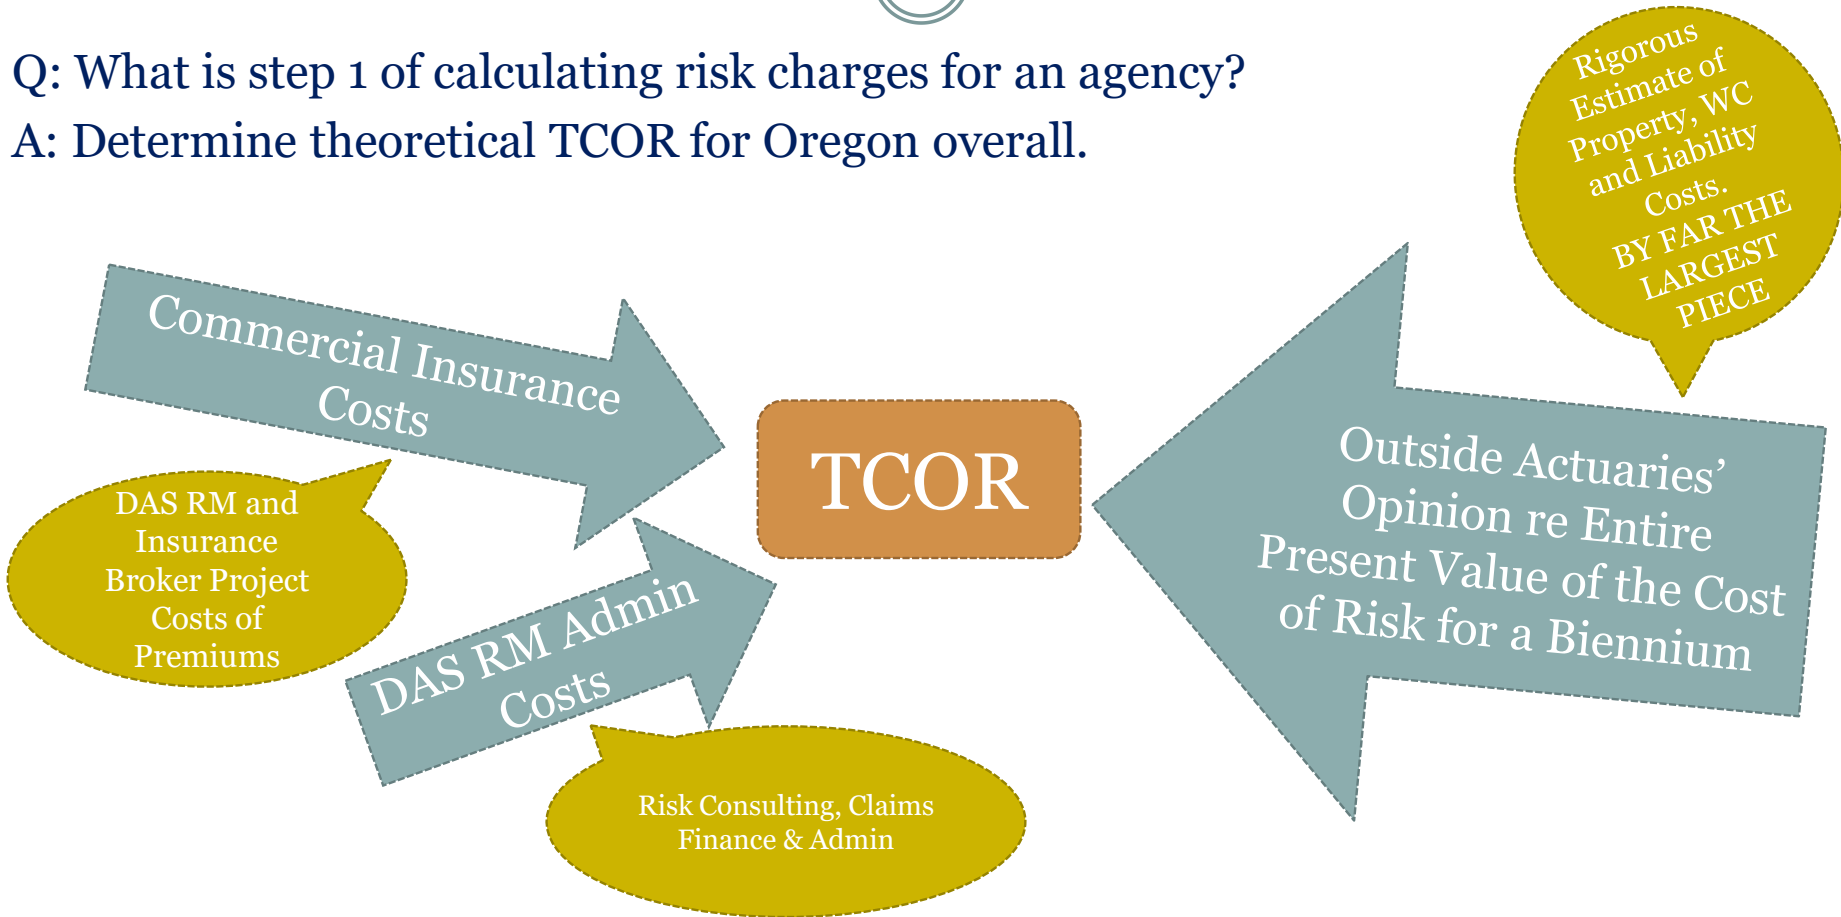 Q: What is step 1 of calculating risk charges for an agency?
A: Determine theoretical TCOR for Oregon overall.
Rigorous
Estimate of
Property, WC
and Liability
Costs.
BY FAR THE
LARGEST
PIECE
Commercial Insurance
Costs
DAS RM and
Insurance
Broker Project
Costs of
Premiums
DAS RM Admin
Costs
Risk Consulting, Claims
Finance & Admin
TCOR
Outside Actuaries’
Opinion re Entire
Present Value of the Cost
of Risk for a Biennium